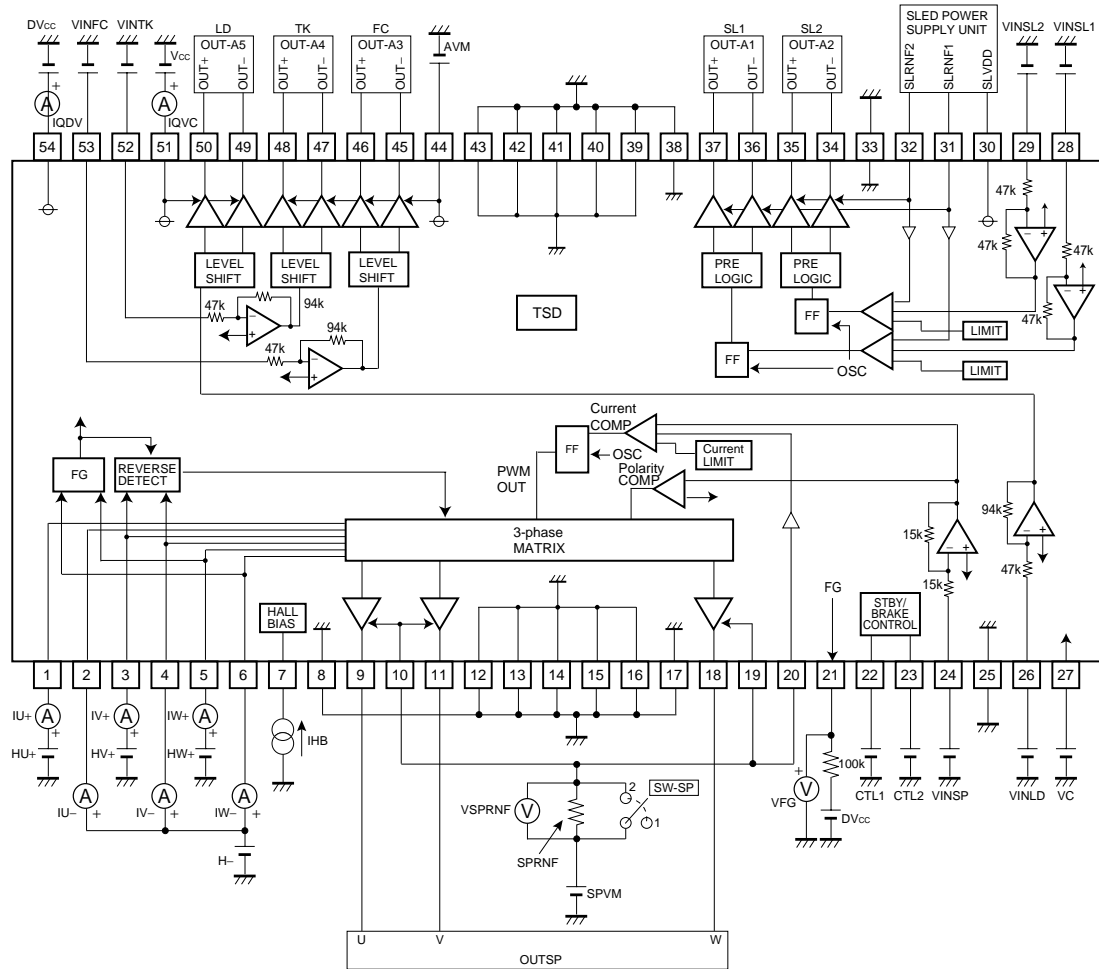 DVCC VINFC VINTK
VCC
LD TK FC
OUT-A5 OUT-A4 OUT-A3
OUT+ OUT− OUT+ OUT− OUT+ OUT−
AVM
SL1 SL2
OUT-A1 OUT-A2
OUT+ OUT− OUT+ OUT−
SLED POWER
SUPPLY UNIT
SLRNF2 SLRNF1 SLVDD
VINSL2 VINSL1
+ +
A A
IQDV IQVC
54 53 52 51 50 49 48 47 46 45 44 43 42 41 40 39 38 37 36 35 34 33 32 31 30 29 28
LEVEL
SHIFT
LEVEL
SHIFT
LEVEL
SHIFT
PRE
LOGIC
PRE
LOGIC
47k
47k
− +
47k
47k
− +
47k
94k
−
+
47k
94k
−
+
TSD
FF
FF
LIMIT
OSC
LIMIT
FG
REVERSE
DETECT
PWM
OUT
FF
Current
COMP
OSC
Current
LIMIT
Polarity
COMP
3-phase
MATRIX
15k
− +
15k
94k
− +
47k
HALL
BIAS
FG
STBY/
BRAKE
CONTROL
1 2 3 4 5 6 7 8 9 10 11 12 13 14 15 16 17 18 19 20 21 22 23 24 25 26 27
IU+ A + IV+ A + IW+ A +
HU+ HV+ HW+
IHB
A A A
IU− + IV− + IW− +
H−
VSPRNF
+
V
SPRNF
2
1
SW-SP
SPVM
VFG
+
V
100k
DVCC
CTL1 CTL2 VINSP VINLD VC
U V W
OUTSP